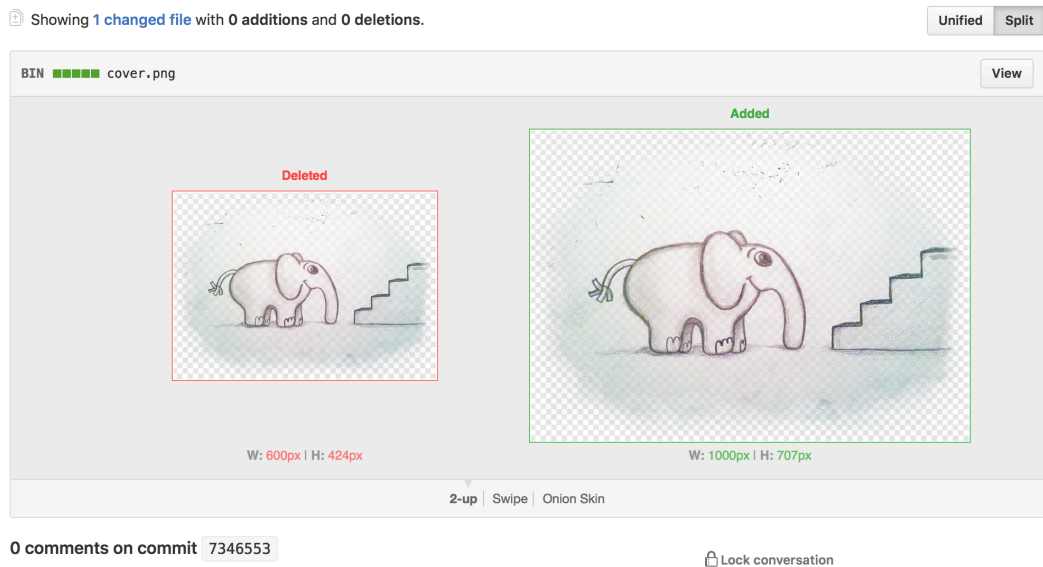 Showing 1 changed file with 0 additions and 0 deletions.
Unified Split
BIN cover.png
View
Deleted
Added
W: 600px | H: 424px
W: 1000px | H: 707px
2-up Swipe Onion Skin
0 comments on commit 7346553
Lock conversation